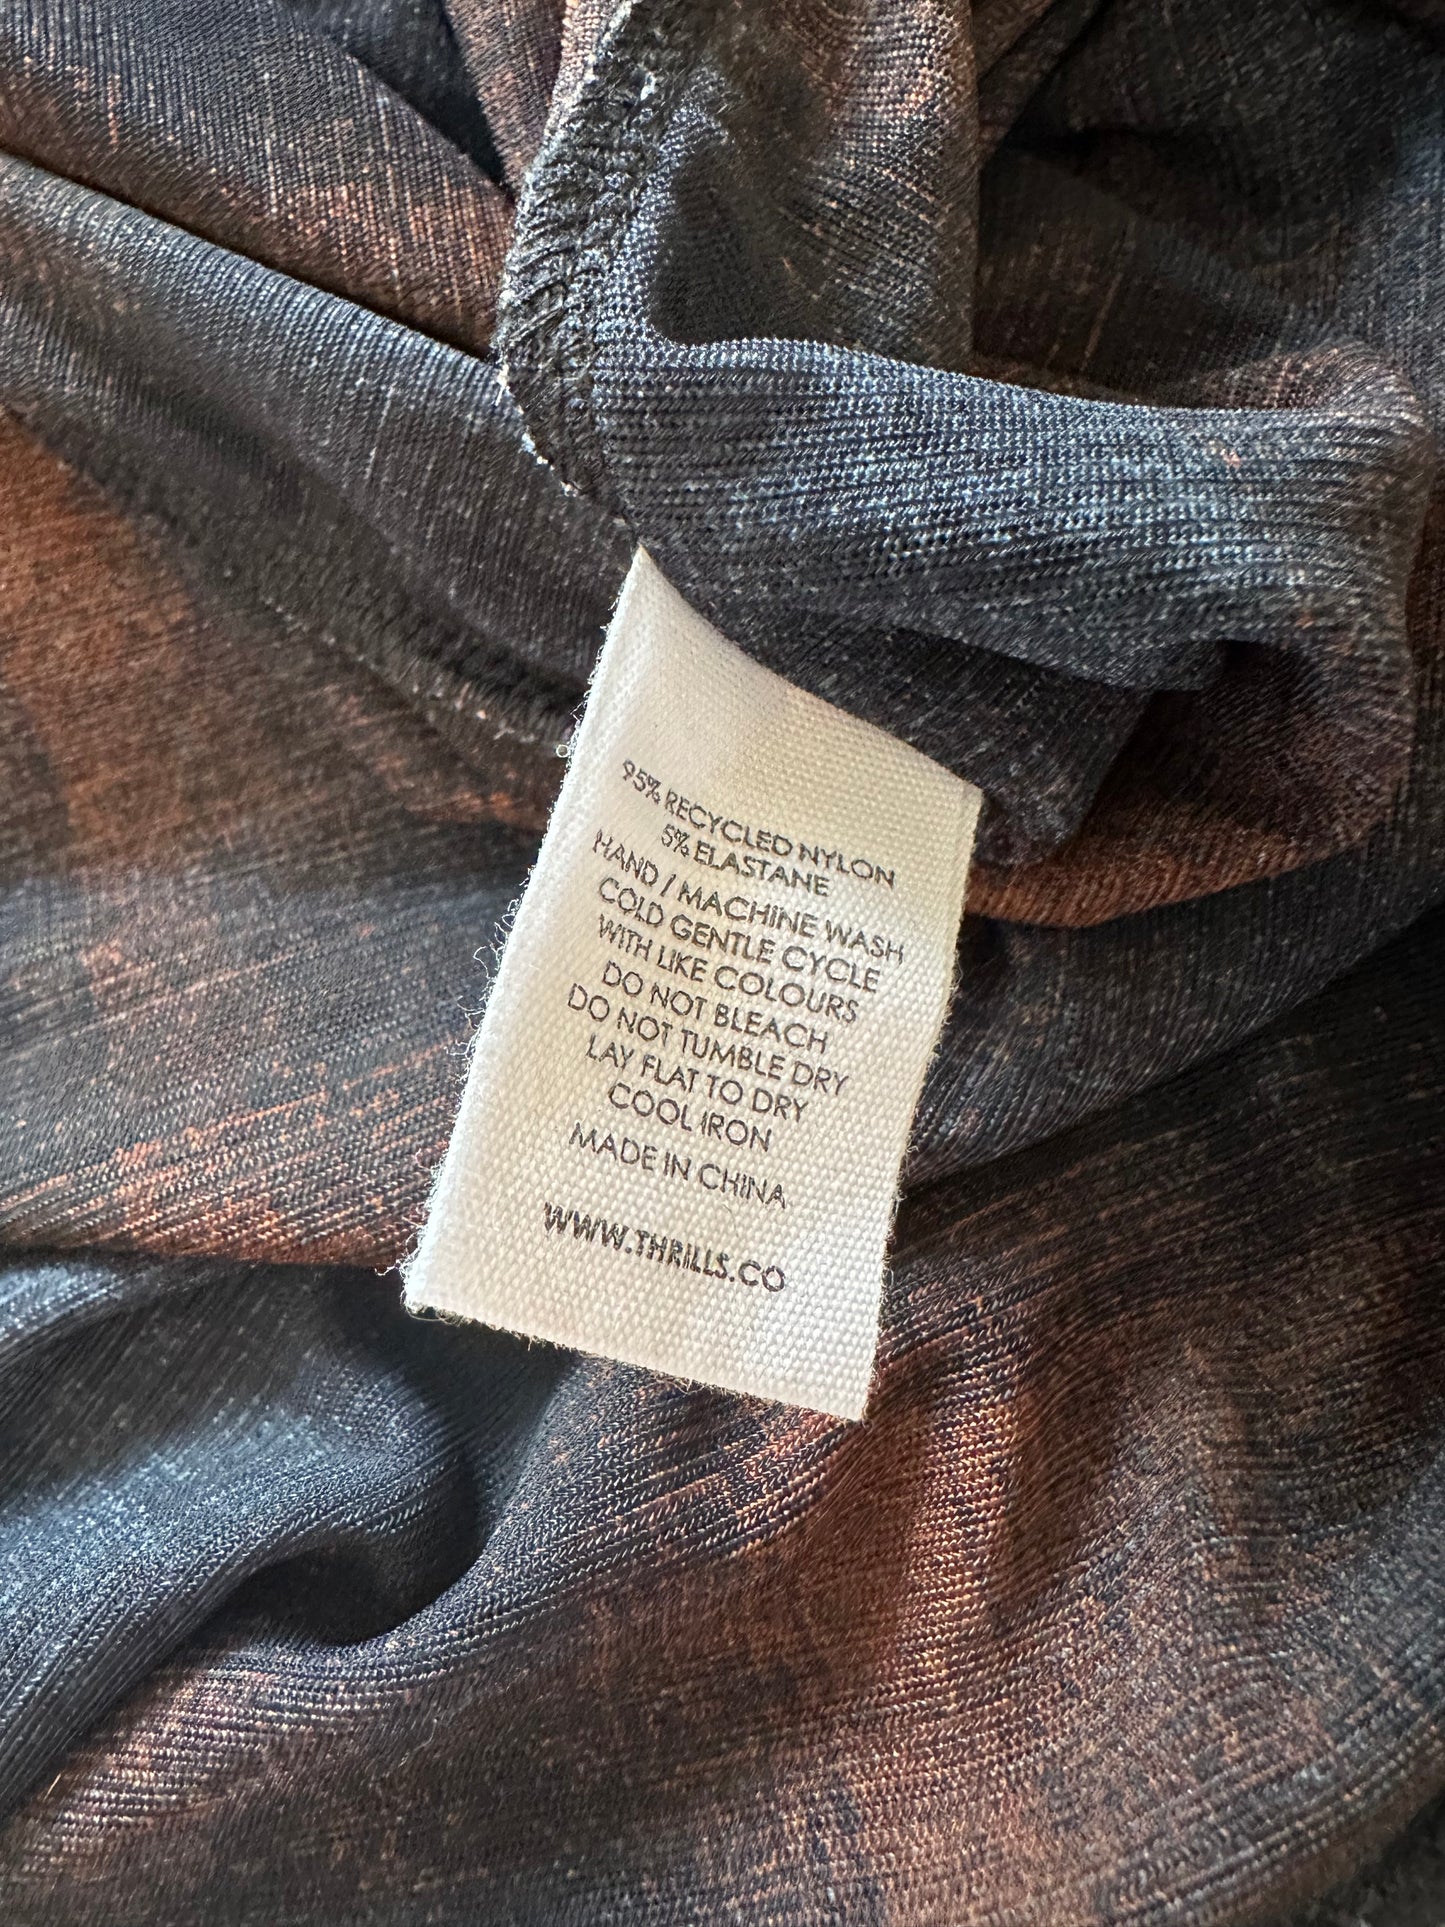 95% RECYCLED NYLON
5% ELASTANE
HAND / MACHINE WASH
COLD GENTLE CYCLE
WITH LIKE COLOURS
DO NOT BLEACH
DO NOT TUMBLE DRY
LAY FLAT TO DRY
COOL IRON
MADE IN CHINA
WWW.THRILLS.CO